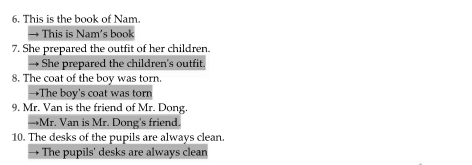 6. This is the book of Nam.
→ This is Nam's book
7. She prepared the outfit of her children.
→ She prepared the children's outfit.
8. The coat of the boy was torn.
→The boy's coat was torn
9. Mr. Van is the friend of Mr. Dong.
→Mr. Van is Mr. Dong's friend.
10. The desks of the pupils are always clean.
→ The pupils' desks are always clean